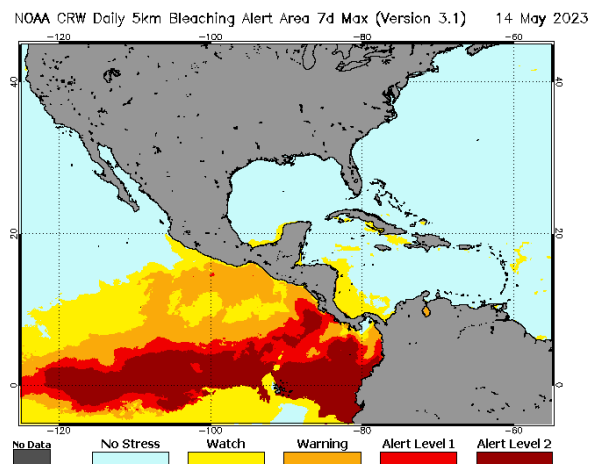 NOAA CRW Daily 5km Bleaching Alert Area 7d Max (Version 3.1) 14 May 2023
-120 -100 -80 -60
40 40
20 20
0 0
-120 -100 -80 -60
No Data No Stress Watch Warning Alert Level 1 Alert Level 2